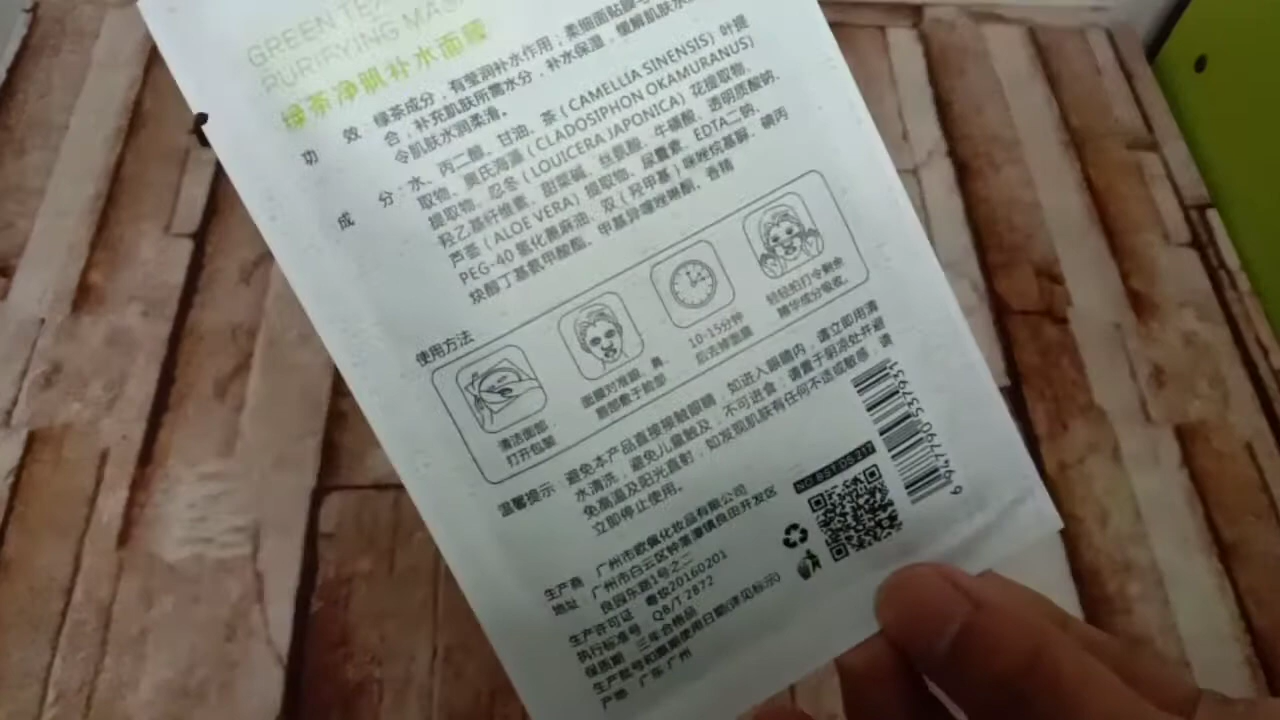 GREEN TEA
PURIFYING MASK
绿茶净肌补水面膜
功 效：绿茶成分，有莹润补水作用；柔细面贴膜
合，补充肌肤所需水分，补水保湿，缓解肌肤水
令肌肤水润柔滑。
成 分：水、丙二醇、甘油、茶（CAMELLIA SINENSIS）叶提
取物、冈氏海蕴（CLADOSIPHON OKAMURANUS）
提取物、忍冬（LOUICERA JAPONICA）花提取物、
羟乙基纤维素、甜菜碱、丝氨酸、牛磺酸、透明质酸钠、
芦荟（ALOE VERA）提取物、尿囊素、EDTA二钠、
PEG-40 氢化蓖麻油、双（羟甲基）咪唑烷基脲、碘丙
炔醇丁基氨甲酸酯、甲基异噻唑啉酮、香精
使用方法
清洁面部
打开包装
面膜对准眼、鼻、
唇部敷于脸部
10-15分钟
后去掉面膜
轻轻拍打令剩余
精华成分吸收。
温馨提示：避免本产品直接接触眼睛，如进入眼睛内，请立即用清
水清洗，避免儿童触及，不可进食；请置于阴凉处并避
免高温及阳光直射，如发现肌肤有任何不适或敏感，请
立即停止使用。
NO:BST:DS:217
6 947790 537931
生产商 广州市欧佩化妆品有限公司
地址 广州市白云区钟落潭镇良田开发区
良园东路1号之二
生产许可证 粤妆20160201
执行标准号 QB/T 2872
保质期 三年合格品
生产批号和限期使用日期(详见标示)
产地 广东·广州